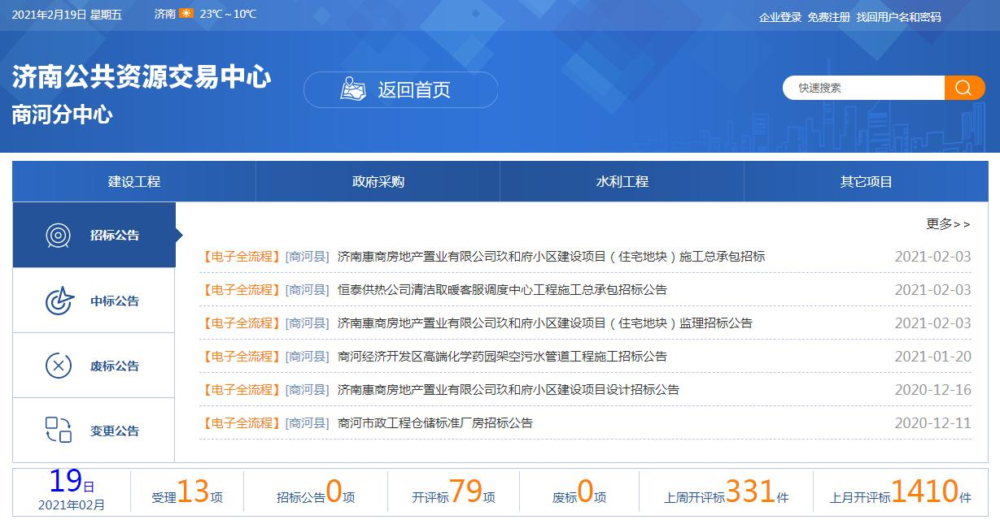 2021年2月19日 星期五 济南 23℃~10℃ 企业登录 免费注册 找回用户名和密码
济南公共资源交易中心
商河分中心
返回首页
快速搜索
建设工程 政府采购 水利工程 其它项目
招标公告
中标公告
废标公告
变更公告
更多>>
【电子全流程】[商河县] 济南惠商房地产置业有限公司玖和府小区建设项目（住宅地块）施工总承包招标 2021-02-03
【电子全流程】[商河县] 恒泰供热公司清洁取暖客服调度中心工程施工总承包招标公告 2021-02-03
【电子全流程】[商河县] 济南惠商房地产置业有限公司玖和府小区建设项目（住宅地块）监理招标公告 2021-02-03
【电子全流程】[商河县] 商河经济开发区高端化学药园架空污水管道工程施工招标公告 2021-01-20
【电子全流程】[商河县] 济南惠商房地产置业有限公司玖和府小区建设项目设计招标公告 2020-12-16
【电子全流程】[商河县] 商河市政工程仓储标准厂房招标公告 2020-12-11
19日
2021年02月
受理13项 招标公告0项 开评标79项 废标0项 上周开评标331件 上月开评标1410件